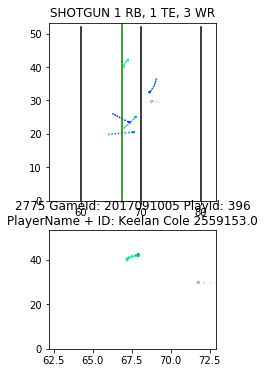 SHOTGUN 1 RB, 1 TE, 3 WR
50
40
30
20
10
0
60 70 80
2775 GameId: 2017091005 PlayId: 396
PlayerName + ID: Keelan Cole 2559153.0
40
20
0
62.5 65.0 67.5 70.0 72.5